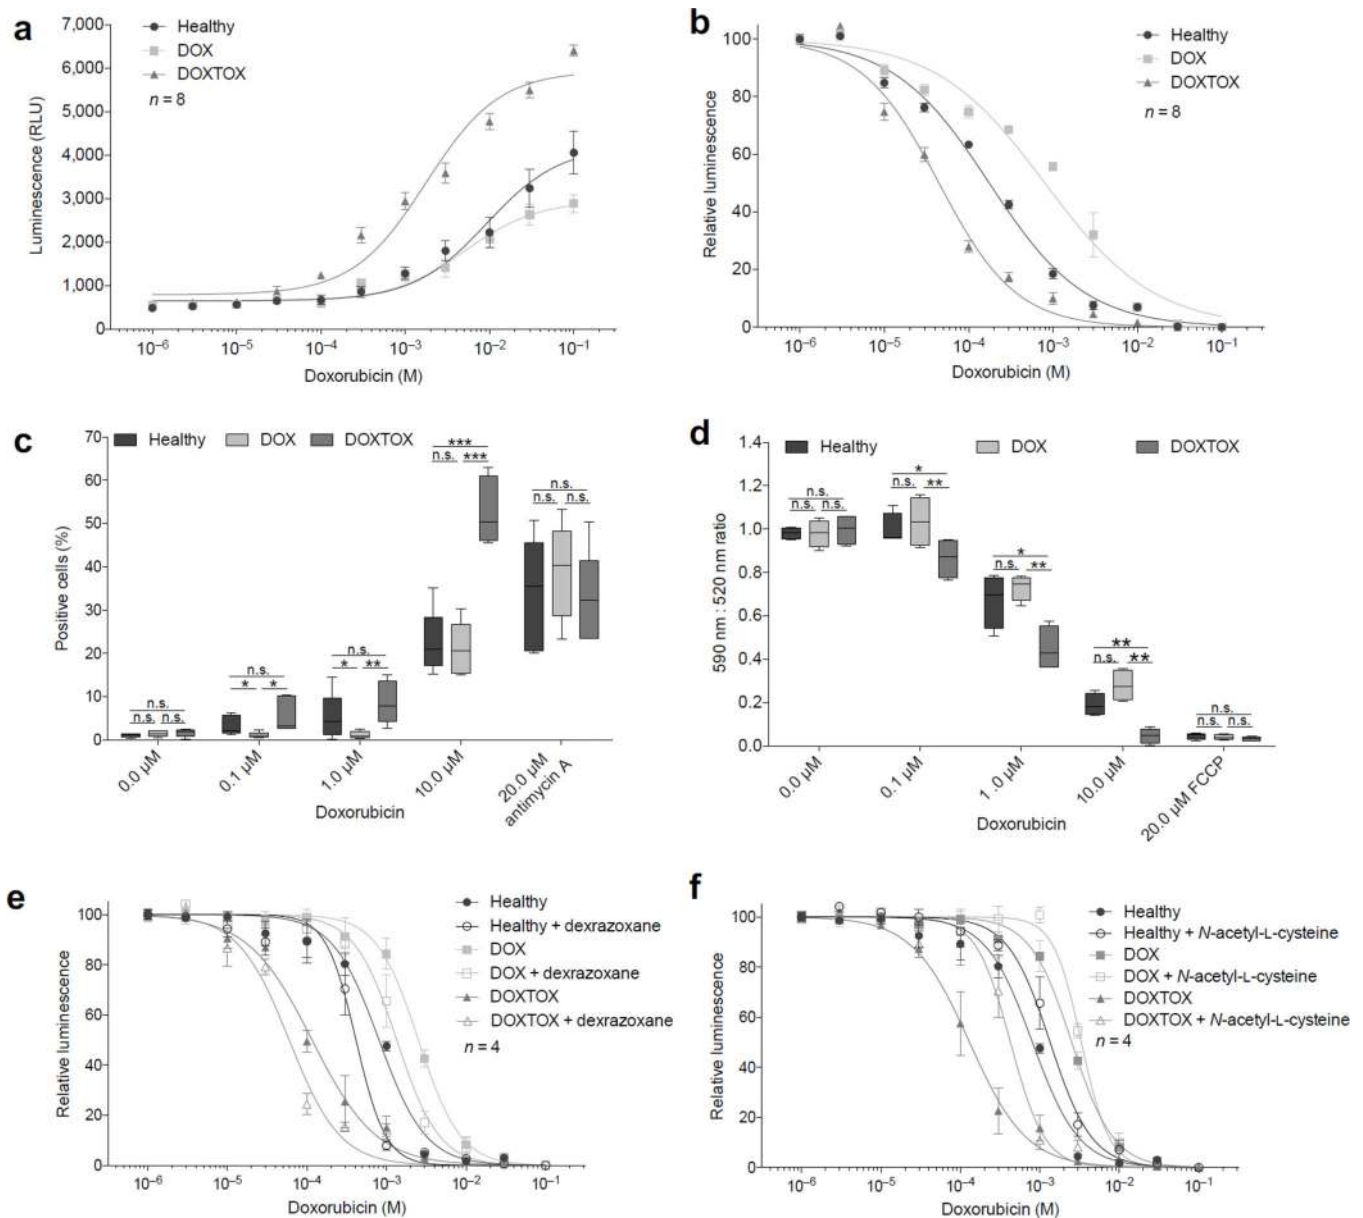 a
7,000
6,000
5,000
4,000
3,000
2,000
1,000
0
Luminescence (RLU)
Healthy
DOX
DOXTOX
n = 8
10⁻⁶ 10⁻⁵ 10⁻⁴ 10⁻³ 10⁻² 10⁻¹
Doxorubicin (M)
b
100
80
60
40
20
0
Relative luminescence
Healthy
DOX
DOXTOX
n = 8
10⁻⁶ 10⁻⁵ 10⁻⁴ 10⁻³ 10⁻² 10⁻¹
Doxorubicin (M)
c
70
60
50
40
30
20
10
0
Positive cells (%)
Healthy DOX DOXTOX
n.s.
n.s. n.s.
n.s.
* *
n.s.
* **
***
n.s. ***
n.s.
n.s. n.s.
0.0 µM
0.1 µM
1.0 µM
10.0 µM
20.0 µM
antimycin A
Doxorubicin
d
1.4
1.2
1.0
0.8
0.6
0.4
0.2
0.0
590 nm : 520 nm ratio
Healthy DOX DOXTOX
n.s.
n.s. n.s.
*
n.s. **
*
n.s. **
**
n.s. **
n.s.
n.s. n.s.
0.0 µM
0.1 µM
1.0 µM
10.0 µM
20.0 µM FCCP
Doxorubicin
e
100
80
60
40
20
0
Relative luminescence
Healthy
Healthy + dexrazoxane
DOX
DOX + dexrazoxane
DOXTOX
DOXTOX + dexrazoxane
n = 4
10⁻⁶ 10⁻⁵ 10⁻⁴ 10⁻³ 10⁻² 10⁻¹
Doxorubicin (M)
f
100
80
60
40
20
0
Relative luminescence
Healthy
Healthy + N-acetyl-L-cysteine
DOX
DOX + N-acetyl-L-cysteine
DOXTOX
DOXTOX + N-acetyl-L-cysteine
n = 4
10⁻⁶ 10⁻⁵ 10⁻⁴ 10⁻³ 10⁻² 10⁻¹
Doxorubicin (M)